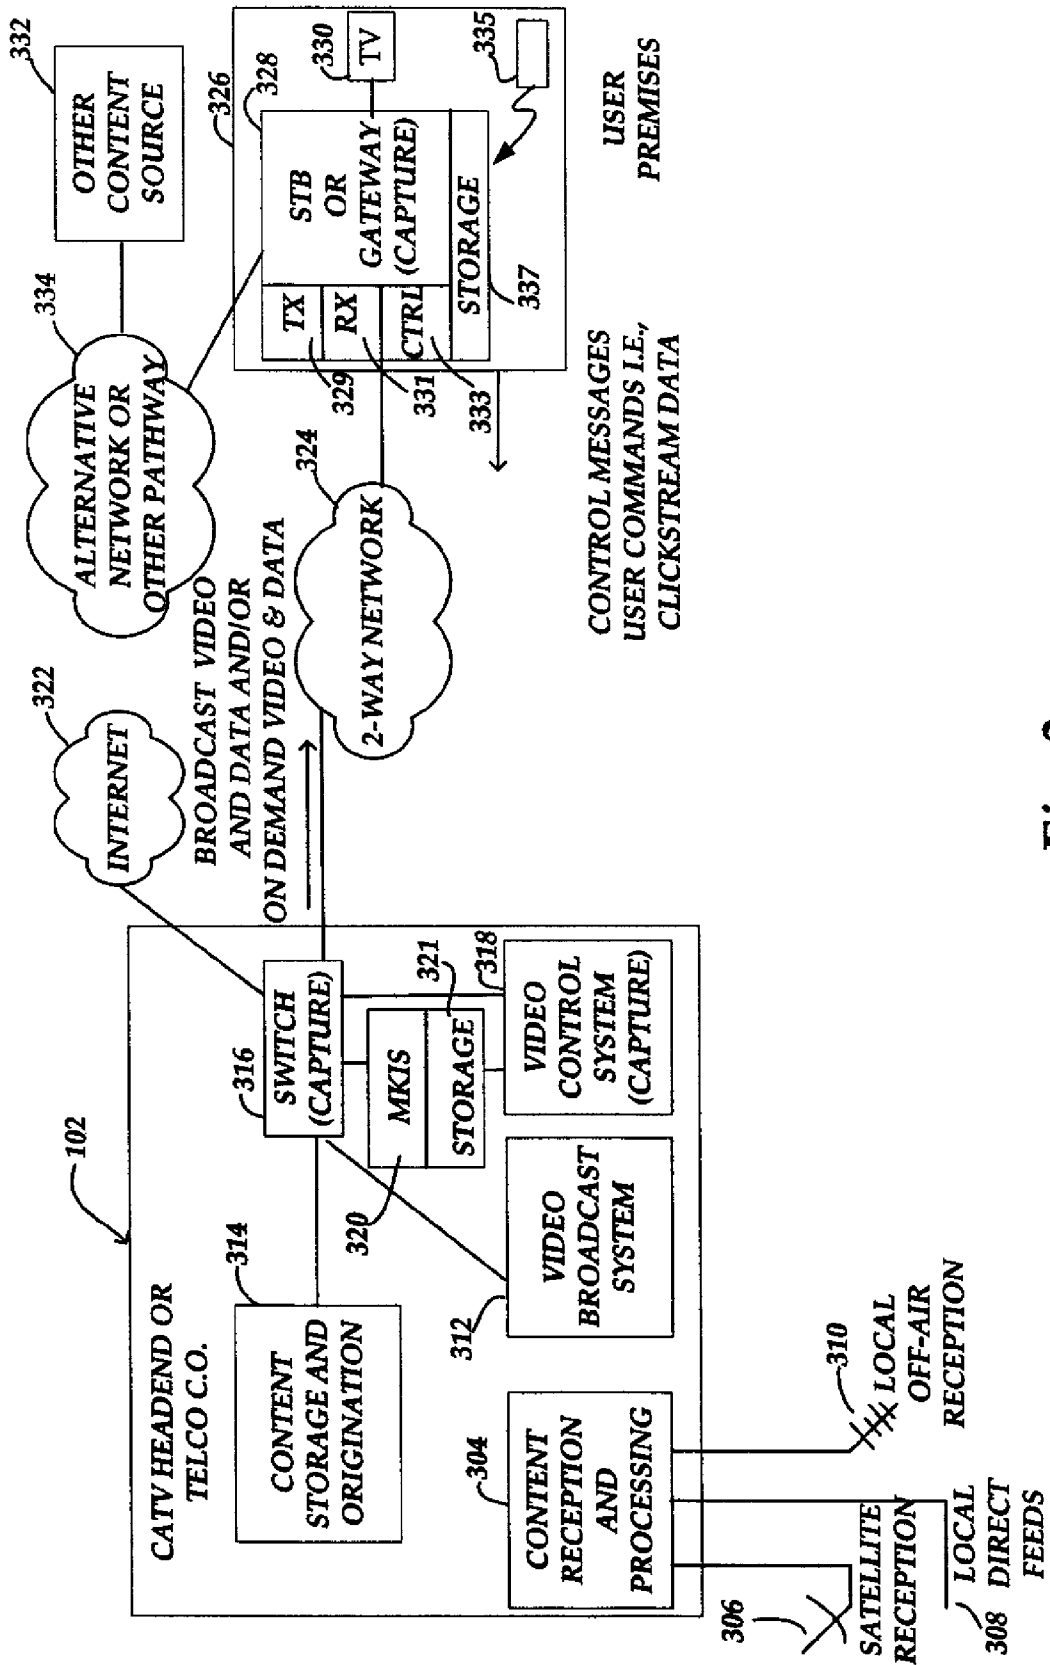 102
CATV HEADEND OR
TELCO C.O.
314
CONTENT
STORAGE AND
ORIGINATION
316
SWITCH
(CAPTURE)
320
MKIS
STORAGE
321
318
VIDEO
CONTROL
SYSTEM
(CAPTURE)
312
VIDEO
BROADCAST
SYSTEM
304
CONTENT
RECEPTION
AND
PROCESSING
306
SATELLITE
RECEPTION
308
LOCAL
DIRECT
FEEDS
310
LOCAL
OFF-AIR
RECEPTION
322
INTERNET
BROADCAST VIDEO
AND DATA AND/OR
ON DEMAND VIDEO & DATA
324
2-WAY NETWORK
334
ALTERNATIVE
NETWORK OR
OTHER PATHWAY
332
OTHER
CONTENT
SOURCE
326
328
STB
OR
GATEWAY
(CAPTURE)
TX
RX
CTRL
STORAGE
329
331
333
337
330
TV
335
USER
PREMISES
CONTROL MESSAGES
USER COMMANDS I.E.,
CLICKSTREAM DATA